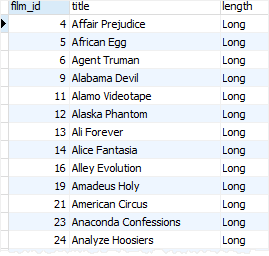 film_id title length
4 Affair Prejudice Long
5 African Egg Long
6 Agent Truman Long
9 Alabama Devil Long
11 Alamo Videotape Long
12 Alaska Phantom Long
13 Ali Forever Long
14 Alice Fantasia Long
16 Alley Evolution Long
19 Amadeus Holy Long
21 American Circus Long
23 Anaconda Confessions Long
24 Analyze Hoosiers Long